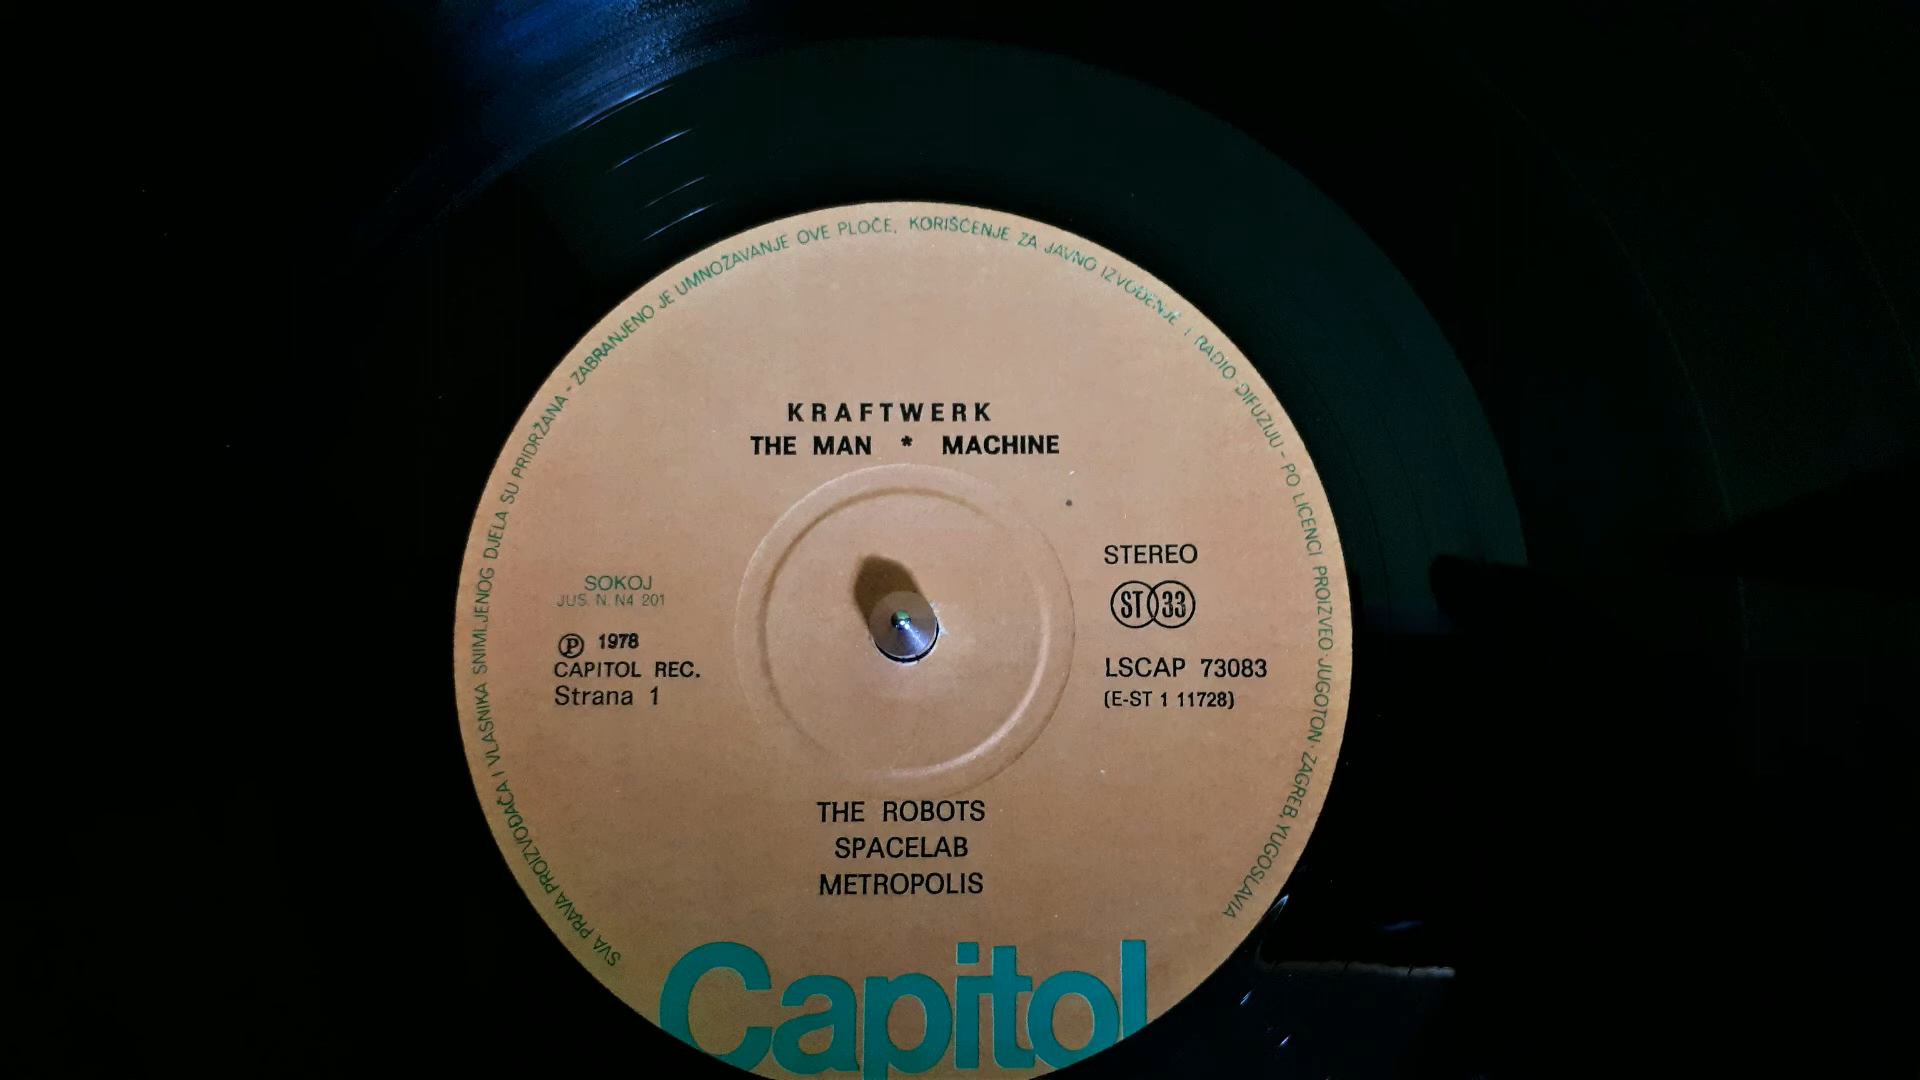 SVA PRAVA PROIZVOĐAČA I VLASNIKA SNIMLJENOG DJELA SU PRIDRŽANA - ZABRANJENO JE UMNOŽAVANJE OVE PLOČE, KORIŠĆENJE ZA JAVNO IZVOĐENJE I RADIO-DIFUZIJU - PO LICENCI PROIZVEO JUGOTON - ZAGREB, YUGOSLAVIA
KRAFTWERK
THE MAN * MACHINE
SOKOJ
JUS. N. N4 201
℗ 1978
CAPITOL REC.
Strana 1
STEREO
ST 33
LSCAP 73083
(E-ST 1 11728)
THE ROBOTS
SPACELAB
METROPOLIS
Capitol